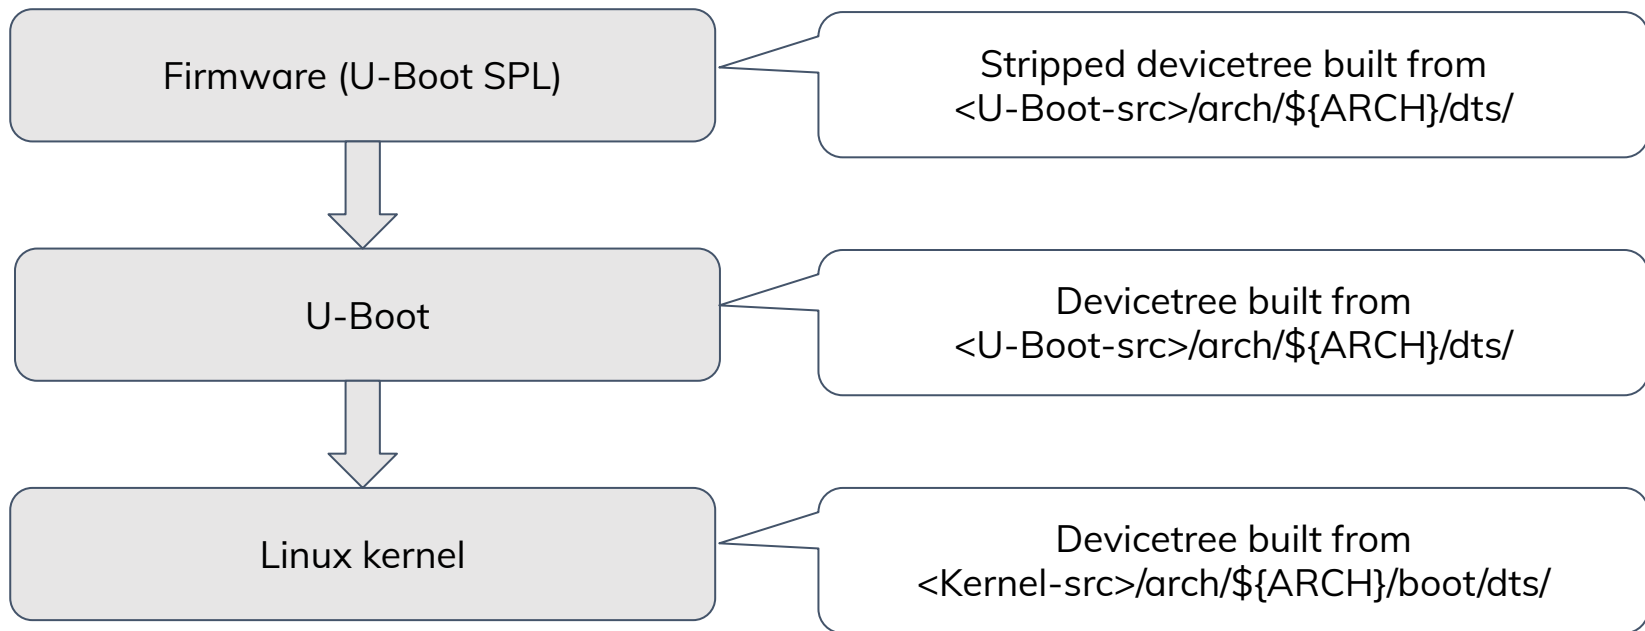 Firmware (U-Boot SPL)
Stripped devicetree built from
<U-Boot-src>/arch/${ARCH}/dts/
U-Boot
Devicetree built from
<U-Boot-src>/arch/${ARCH}/dts/
Linux kernel
Devicetree built from
<Kernel-src>/arch/${ARCH}/boot/dts/